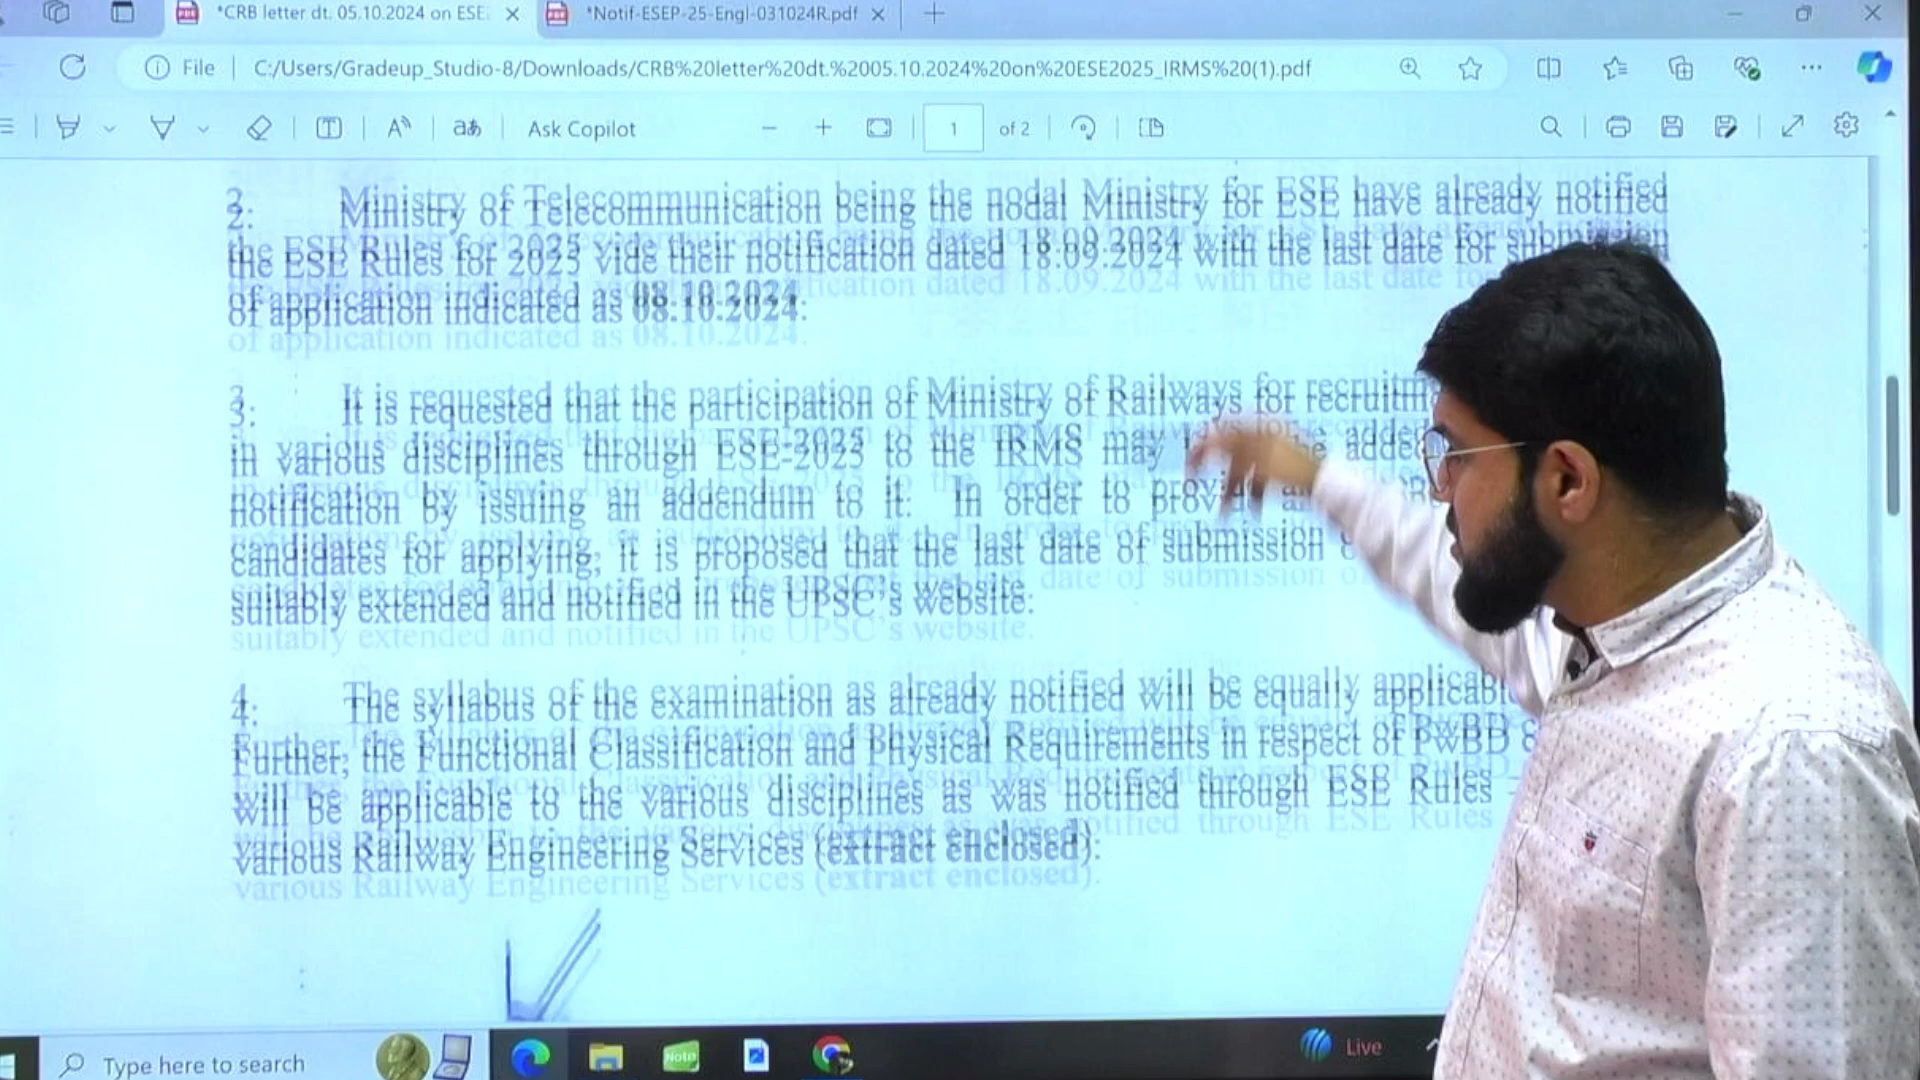 *CRB letter dt. 05.10.2024 on ESE
*Notif-ESEP-25-Engl-031024R.pdf
File C:/Users/Gradeup_Studio-8/Downloads/CRB%20letter%20dt.%2005.10.2024%20on%20ESE2025_IRMS%20(1).pdf
Ask Copilot 1 of 2
2. Ministry of Telecommunication being the nodal Ministry for ESE have already notified
the ESE Rules for 2025 vide their notification dated 18.09.2024 with the last date for submission
of application indicated as 08.10.2024.
3. It is requested that the participation of Ministry of Railways for
in various disciplines through ESE-2025 to the IRMS may added
notification by issuing an addendum to it. In order to
candidates for applying, it is proposed that the last date of submission
suitably extended and notified in the UPSC's website.
4. The syllabus of the examination as already notified will be equally
Further, the Functional Classification and Physical Requirements in respect of PwBD
will be applicable to the various disciplines as was notified through ESE Rules
various Railway Engineering Services (extract enclosed).
Type here to search
Note
Live